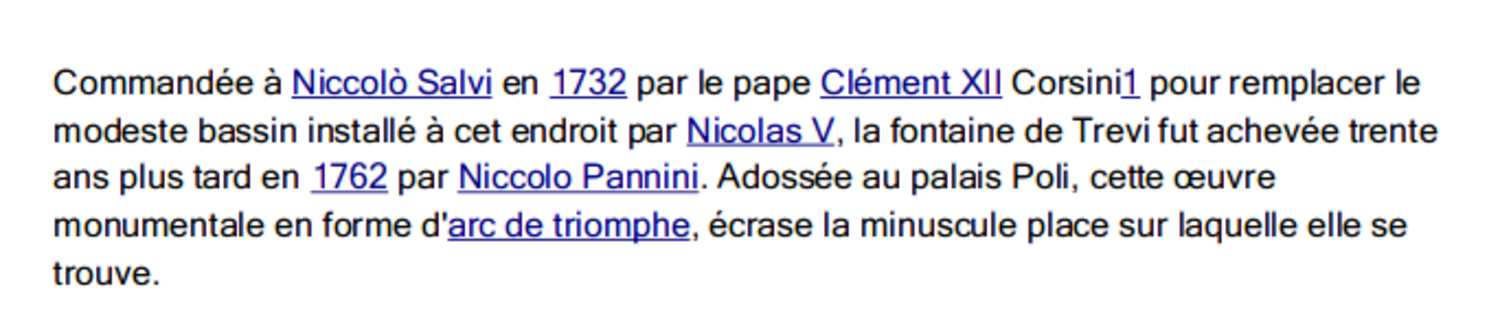 Commandée à Niccolò Salvi en 1732 par le pape Clément XII Corsini1 pour remplacer le
modeste bassin installé à cet endroit par Nicolas V, la fontaine de Trevi fut achevée trente
ans plus tard en 1762 par Niccolo Pannini. Adossée au palais Poli, cette œuvre
monumentale en forme d'arc de triomphe, écrase la minuscule place sur laquelle elle se
trouve.